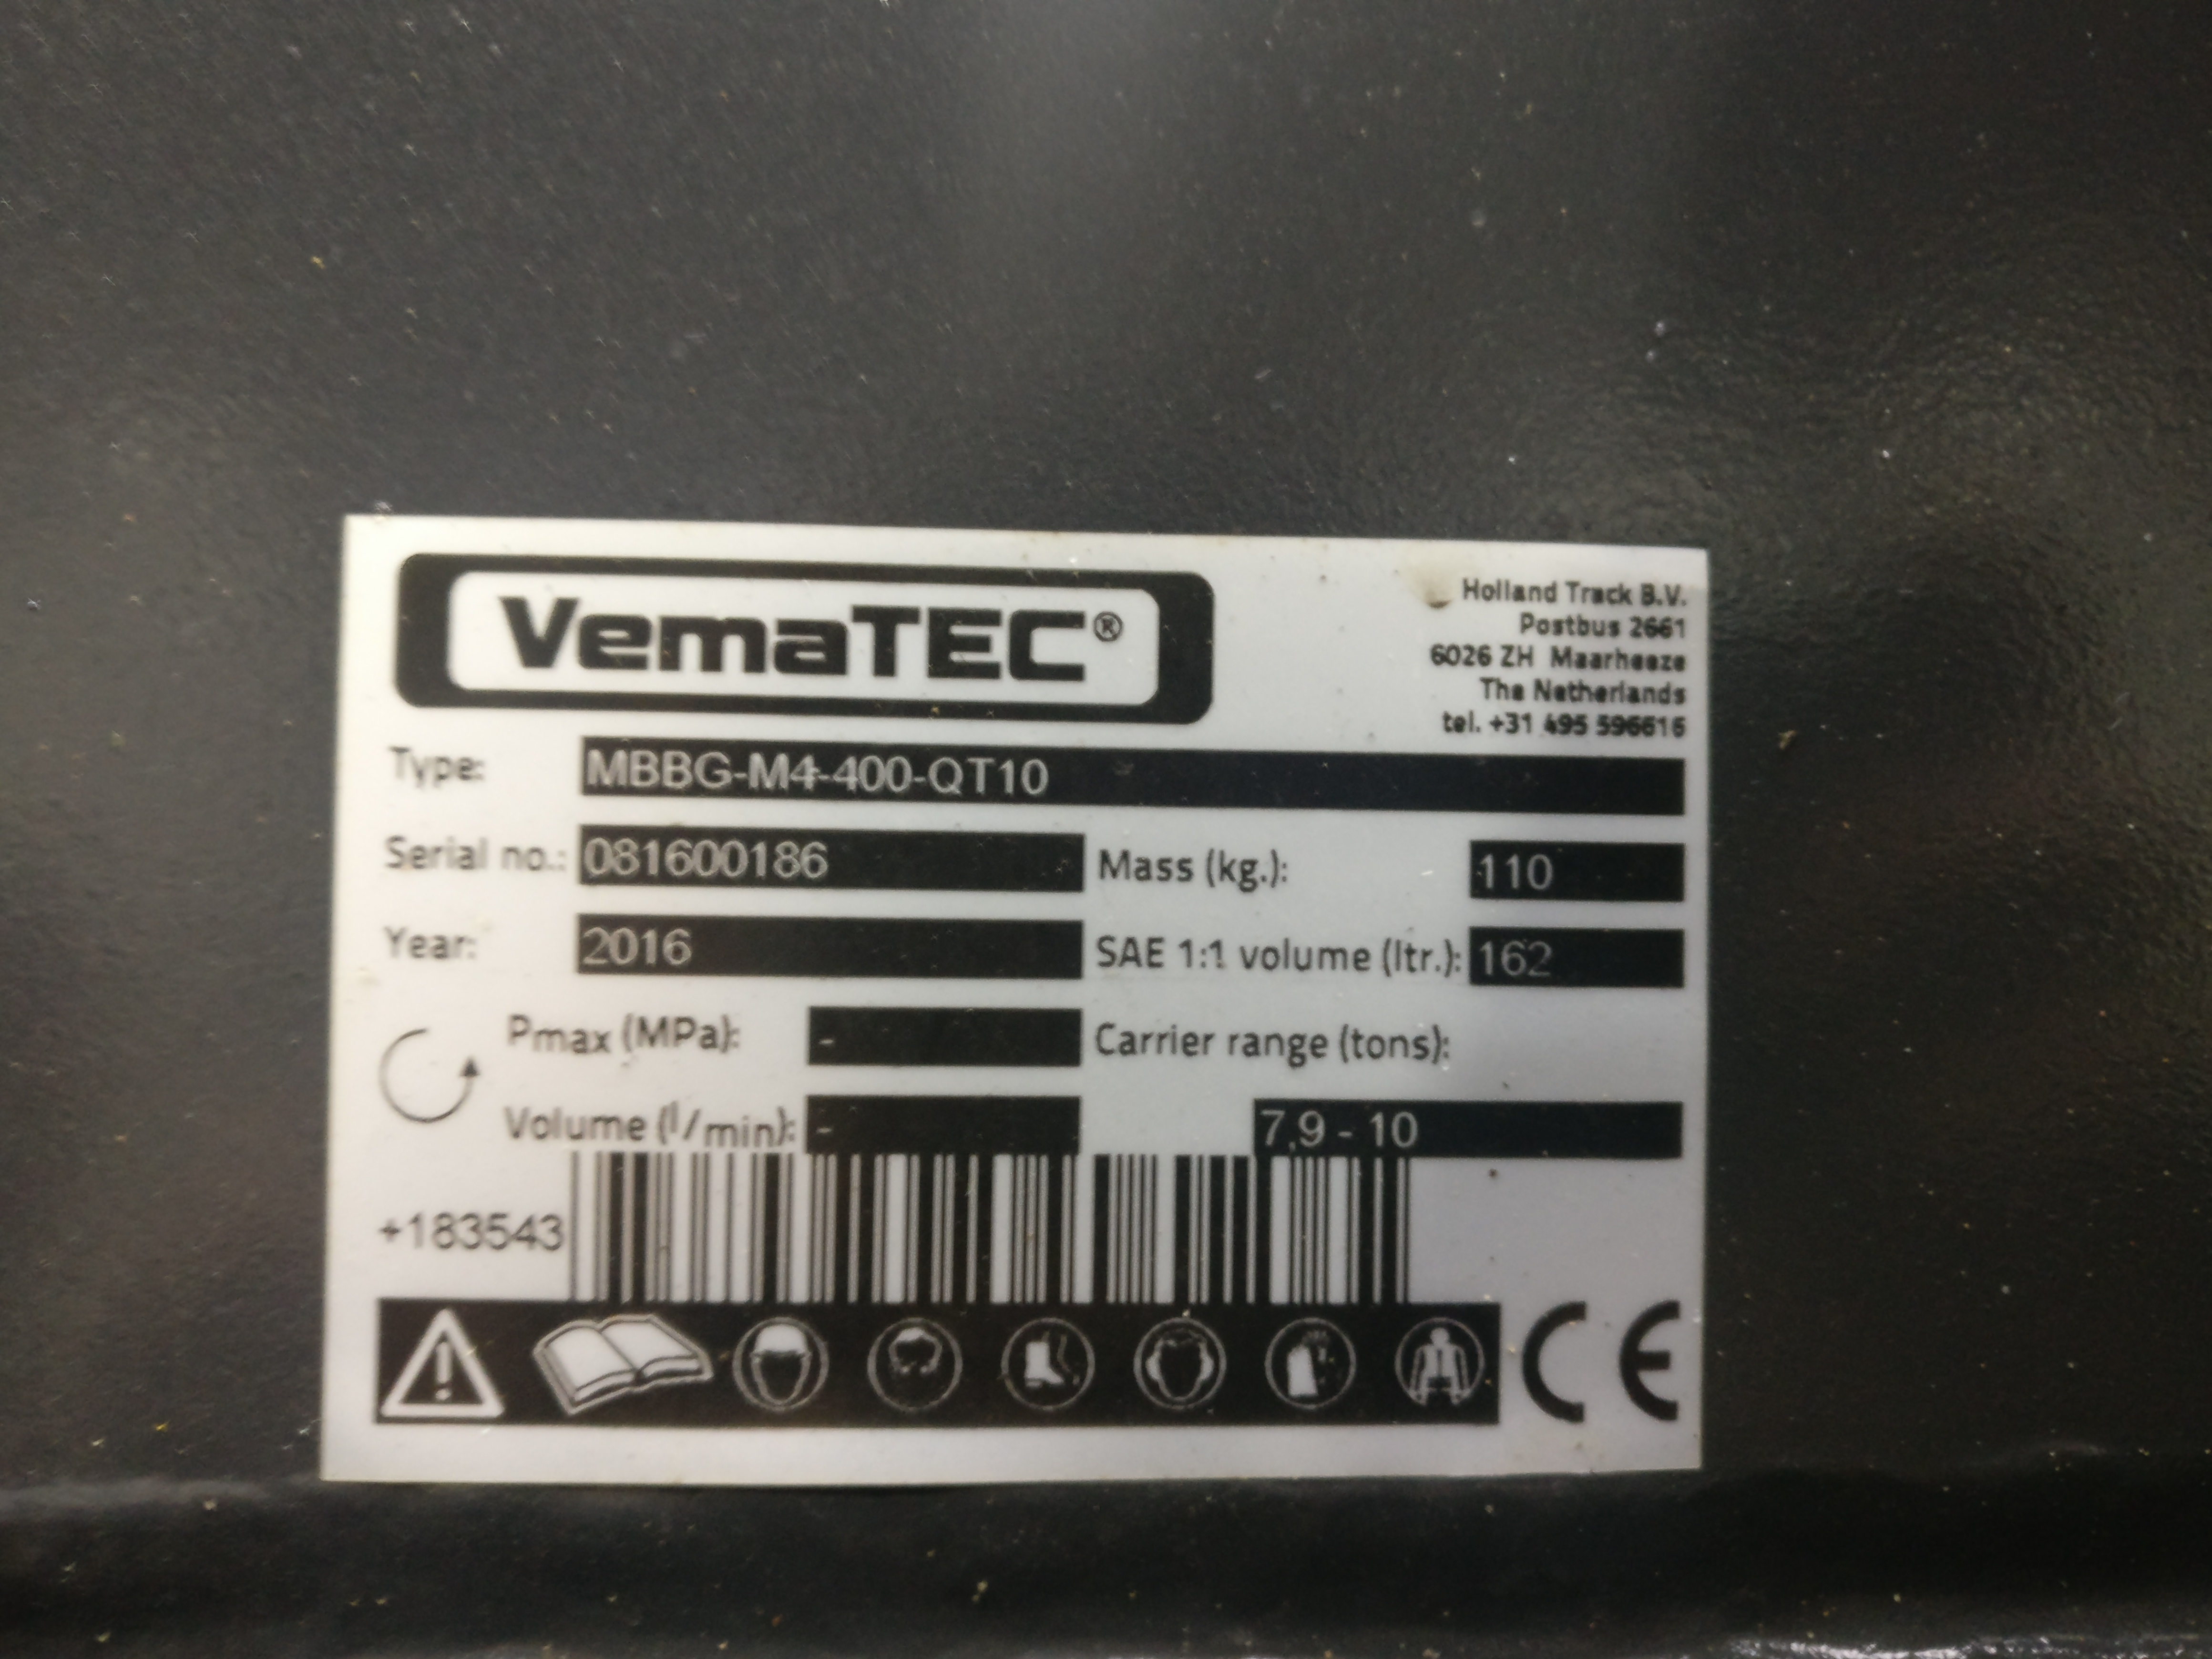 VemaTEC®
Holland Track B.V.
Postbus 2661
6026 ZH Maarheeze
The Netherlands
tel. +31 495 596616
Type: MBBG-M4-400-QT10
Serial no.: 081600186 Mass (kg.): 110
Year: 2016 SAE 1:1 volume (ltr.): 162
Pmax (MPa): - Carrier range (tons):
Volume (l/min): - 7,9 - 10
+183543
CE